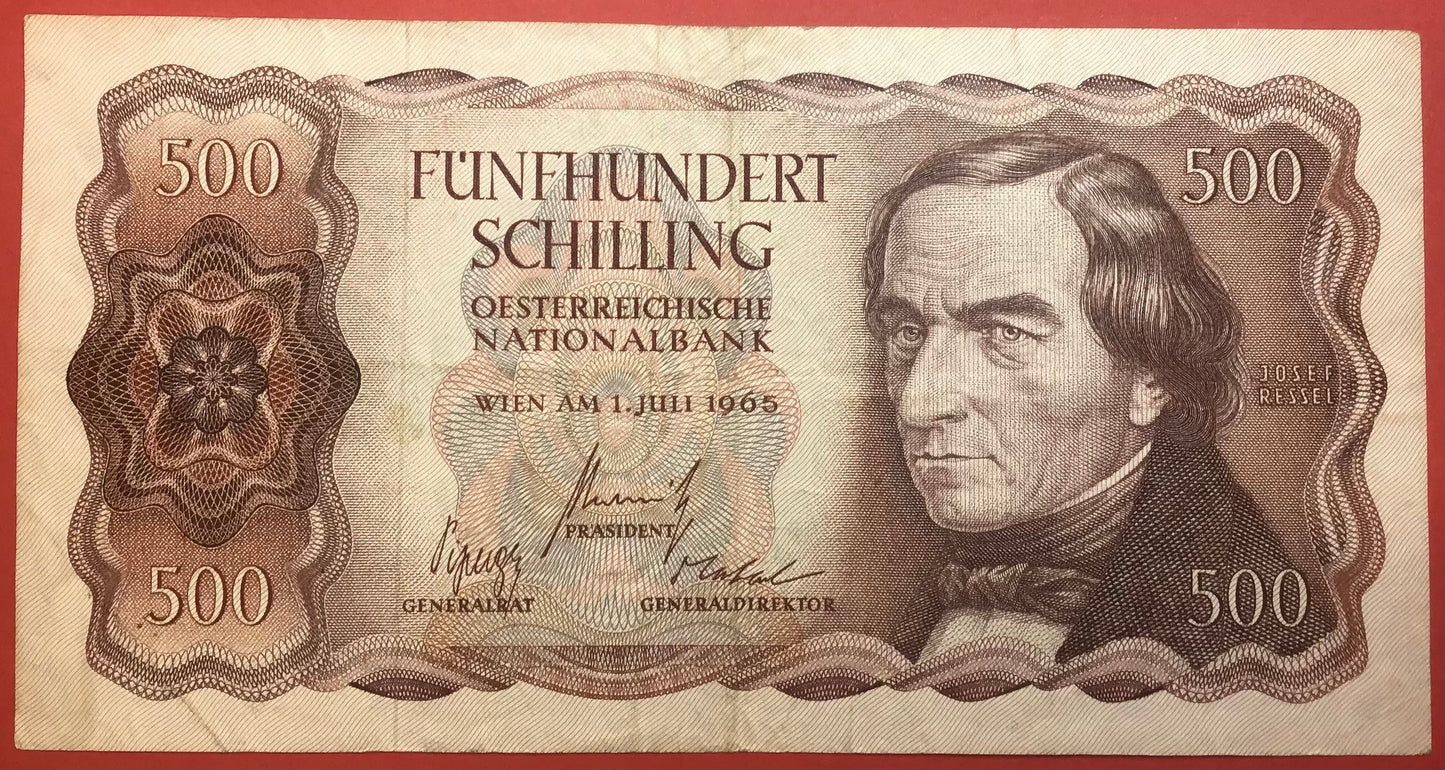 500
FÜNFHUNDERT
SCHILLING
OESTERREICHISCHE
NATIONALBANK
WIEN AM 1. JULI 1965
PRÄSIDENT
GENERALRAT
GENERALDIREKTOR
500
500
JOSEF
RESSEL
500